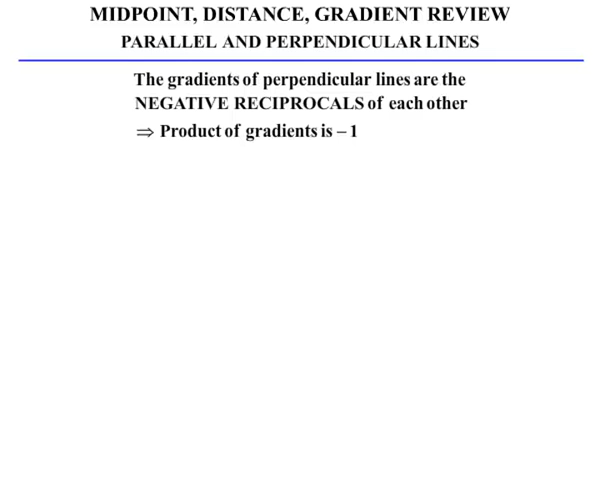 MIDPOINT, DISTANCE, GRADIENT REVIEW
PARALLEL AND PERPENDICULAR LINES
The gradients of perpendicular lines are the
NEGATIVE RECIPROCALS of each other
⇒ Product of gradients is – 1